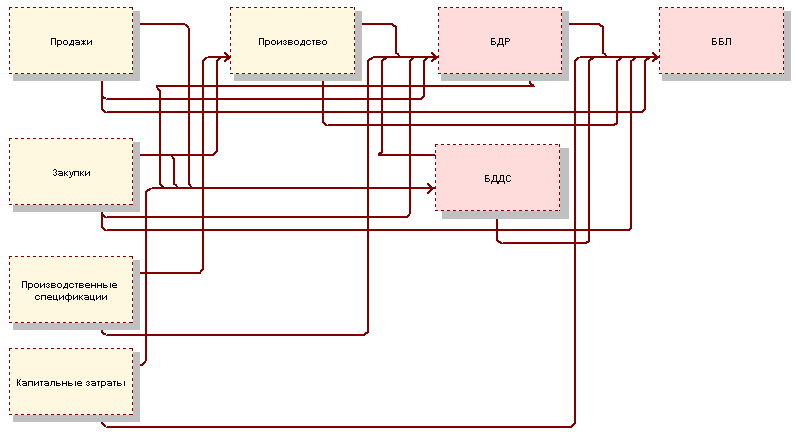 Продажи
Производство
БДР
ББЛ
Закупки
БДДС
Производственные
спецификации
Капитальные затраты